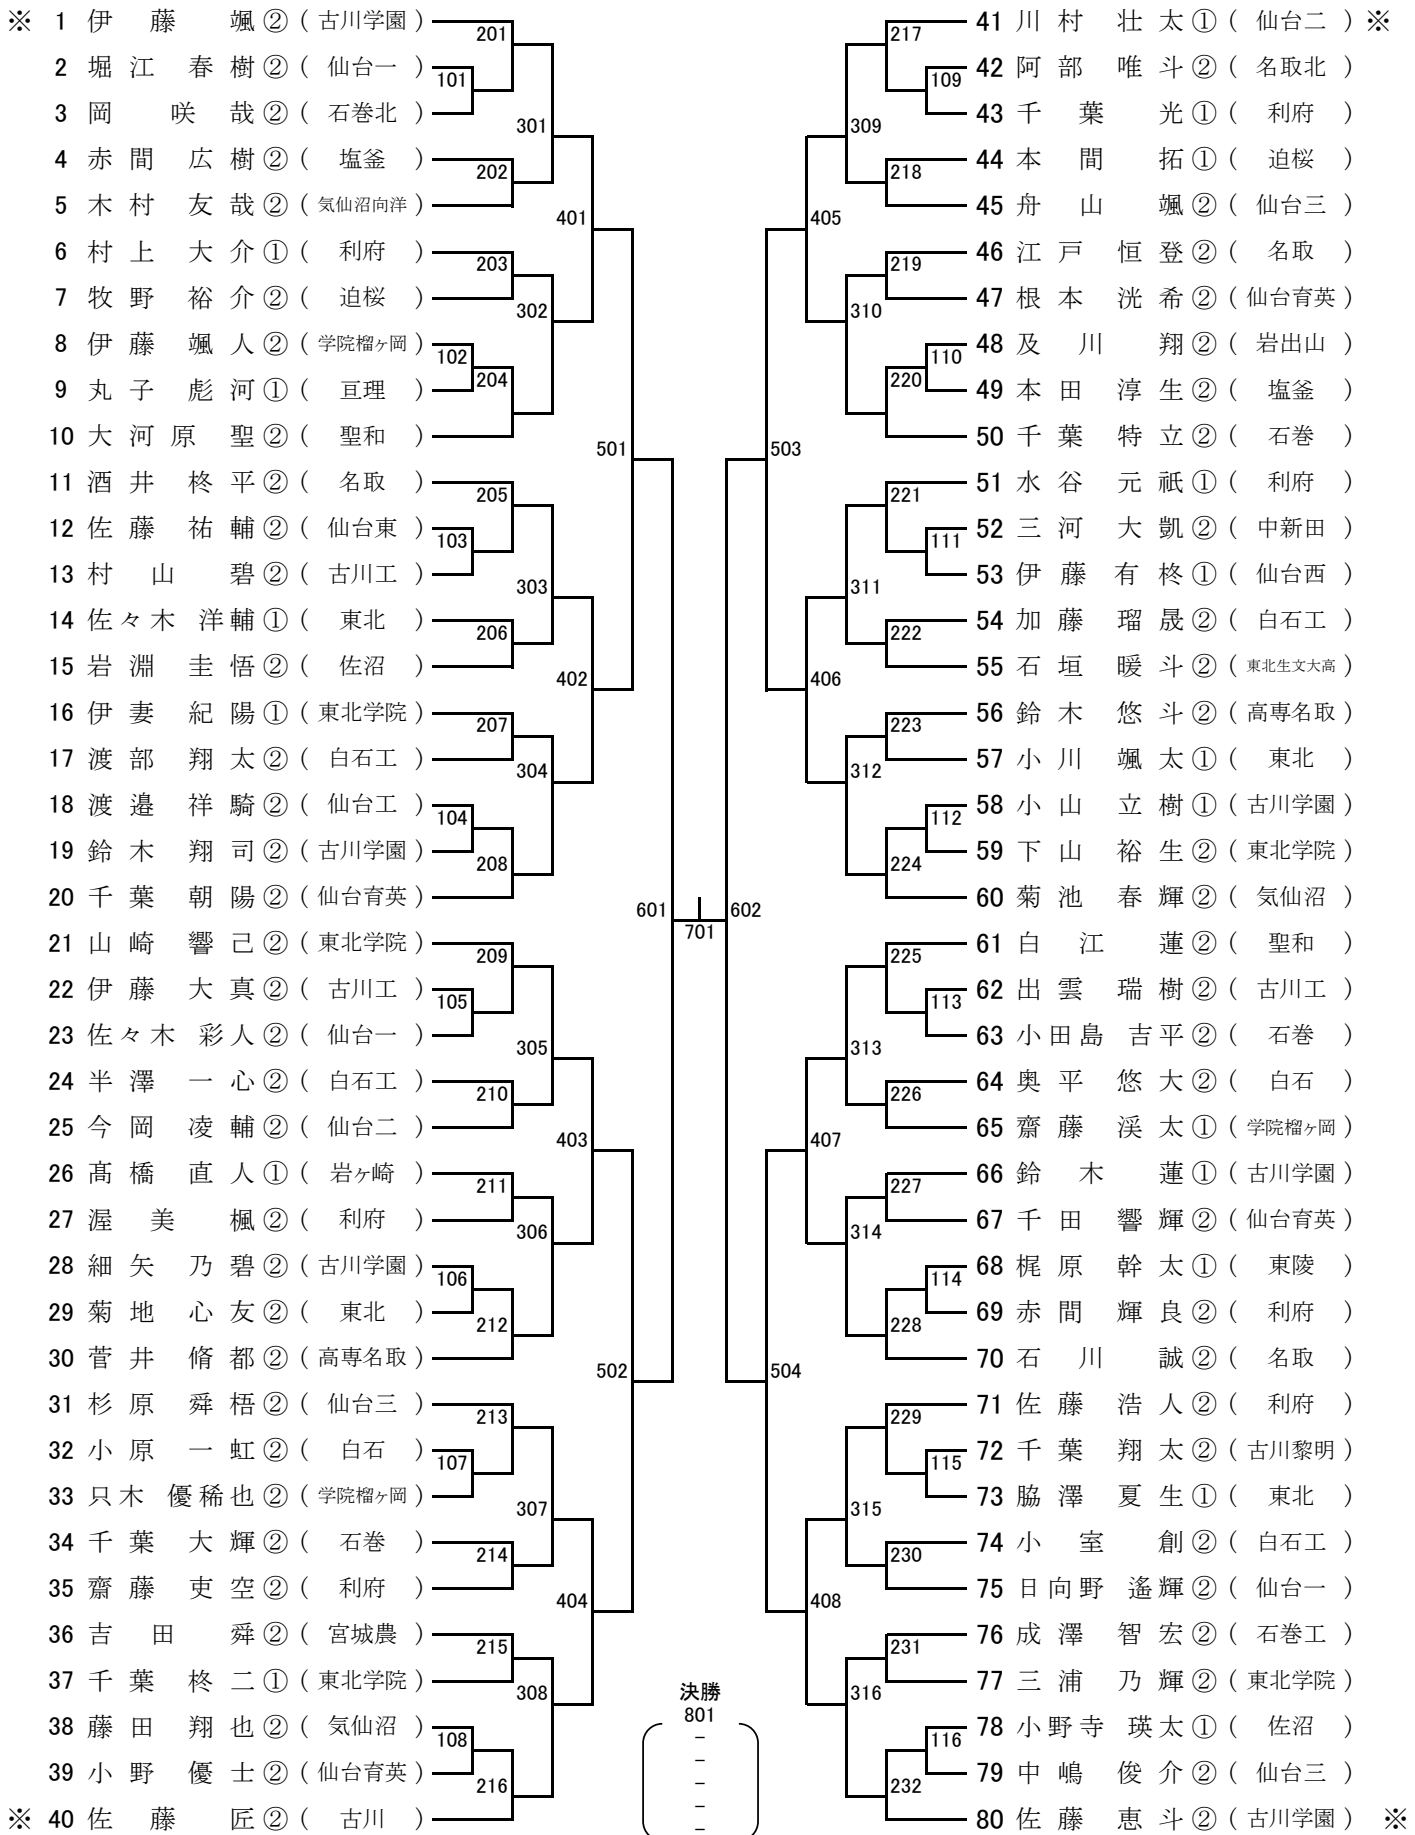 ※ 1 伊藤 颯② ( 古川学園 )
2 堀江 春樹② ( 仙台一 )
3 岡 咲哉② ( 石巻北 )
4 赤間 広樹② ( 塩釜 )
5 木村 友哉② ( 気仙沼向洋 )
6 村上 大介① ( 利府 )
7 牧野 裕介② ( 迫桜 )
8 伊藤 颯人② ( 学院榴ヶ岡 )
9 丸子 彪河① ( 亘理 )
10 大河原 聖② ( 聖和 )
11 酒井 柊平② ( 名取 )
12 佐藤 祐輔② ( 仙台東 )
13 村山 碧② ( 古川工 )
14 佐々木 洋輔① ( 東北 )
15 岩淵 圭悟② ( 佐沼 )
16 伊妻 紀陽① ( 東北学院 )
17 渡部 翔太② ( 白石工 )
18 渡邉 祥騎② ( 仙台工 )
19 鈴木 翔司② ( 古川学園 )
20 千葉 朝陽② ( 仙台育英 )
21 山崎 響己② ( 東北学院 )
22 伊藤 大真② ( 古川工 )
23 佐々木 彩人② ( 仙台一 )
24 半澤 一心② ( 白石工 )
25 今岡 凌輔② ( 仙台二 )
26 髙橋 直人① ( 岩ヶ崎 )
27 渥美 楓② ( 利府 )
28 細矢 乃碧② ( 古川学園 )
29 菊地 心友② ( 東北 )
30 菅井 脩都② ( 高専名取 )
31 杉原 舜梧② ( 仙台三 )
32 小原 一虹② ( 白石 )
33 只木 優稀也② ( 学院榴ヶ岡 )
34 千葉 大輝② ( 石巻 )
35 齋藤 吏空② ( 利府 )
36 吉田 舜② ( 宮城農 )
37 千葉 柊二① ( 東北学院 )
38 藤田 翔也② ( 気仙沼 )
39 小野 優士② ( 仙台育英 )
※ 40 佐藤 匠② ( 古川 )
101
102
103
104
105
106
107
108
201
202
203
204
205
206
207
208
209
210
211
212
213
214
215
216
301
302
303
304
305
306
307
308
401
402
403
404
501
502
601
701
602
503
504
405
406
407
408
309
310
311
312
313
314
315
316
217
218
219
220
221
222
223
224
225
226
227
228
229
230
231
232
109
110
111
112
113
114
115
116
決勝
801
−
−
−
−
−
41 川村 壮太① ( 仙台二 ) ※
42 阿部 唯斗② ( 名取北 )
43 千葉 光① ( 利府 )
44 本間 拓① ( 迫桜 )
45 舟山 颯② ( 仙台三 )
46 江戸 恒登② ( 名取 )
47 根本 洸希② ( 仙台育英 )
48 及川 翔② ( 岩出山 )
49 本田 淳生② ( 塩釜 )
50 千葉 特立② ( 石巻 )
51 水谷 元祇① ( 利府 )
52 三河 大凱② ( 中新田 )
53 伊藤 有柊① ( 仙台西 )
54 加藤 瑠晟② ( 白石工 )
55 石垣 暖斗② ( 東北生文大高 )
56 鈴木 悠斗② ( 高専名取 )
57 小川 颯太① ( 東北 )
58 小山 立樹① ( 古川学園 )
59 下山 裕生② ( 東北学院 )
60 菊池 春輝② ( 気仙沼 )
61 白江 蓮② ( 聖和 )
62 出雲 瑞樹② ( 古川工 )
63 小田島 吉平② ( 石巻 )
64 奥平 悠大② ( 白石 )
65 齋藤 渓太① ( 学院榴ヶ岡 )
66 鈴木 蓮① ( 古川学園 )
67 千田 響輝② ( 仙台育英 )
68 梶原 幹太① ( 東陵 )
69 赤間 輝良② ( 利府 )
70 石川 誠② ( 名取 )
71 佐藤 浩人② ( 利府 )
72 千葉 翔太② ( 古川黎明 )
73 脇澤 夏生① ( 東北 )
74 小室 創② ( 白石工 )
75 日向野 遙輝② ( 仙台一 )
76 成澤 智宏② ( 石巻工 )
77 三浦 乃輝② ( 東北学院 )
78 小野寺 瑛太① ( 佐沼 )
79 中嶋 俊介② ( 仙台三 )
80 佐藤 恵斗② ( 古川学園 ) ※